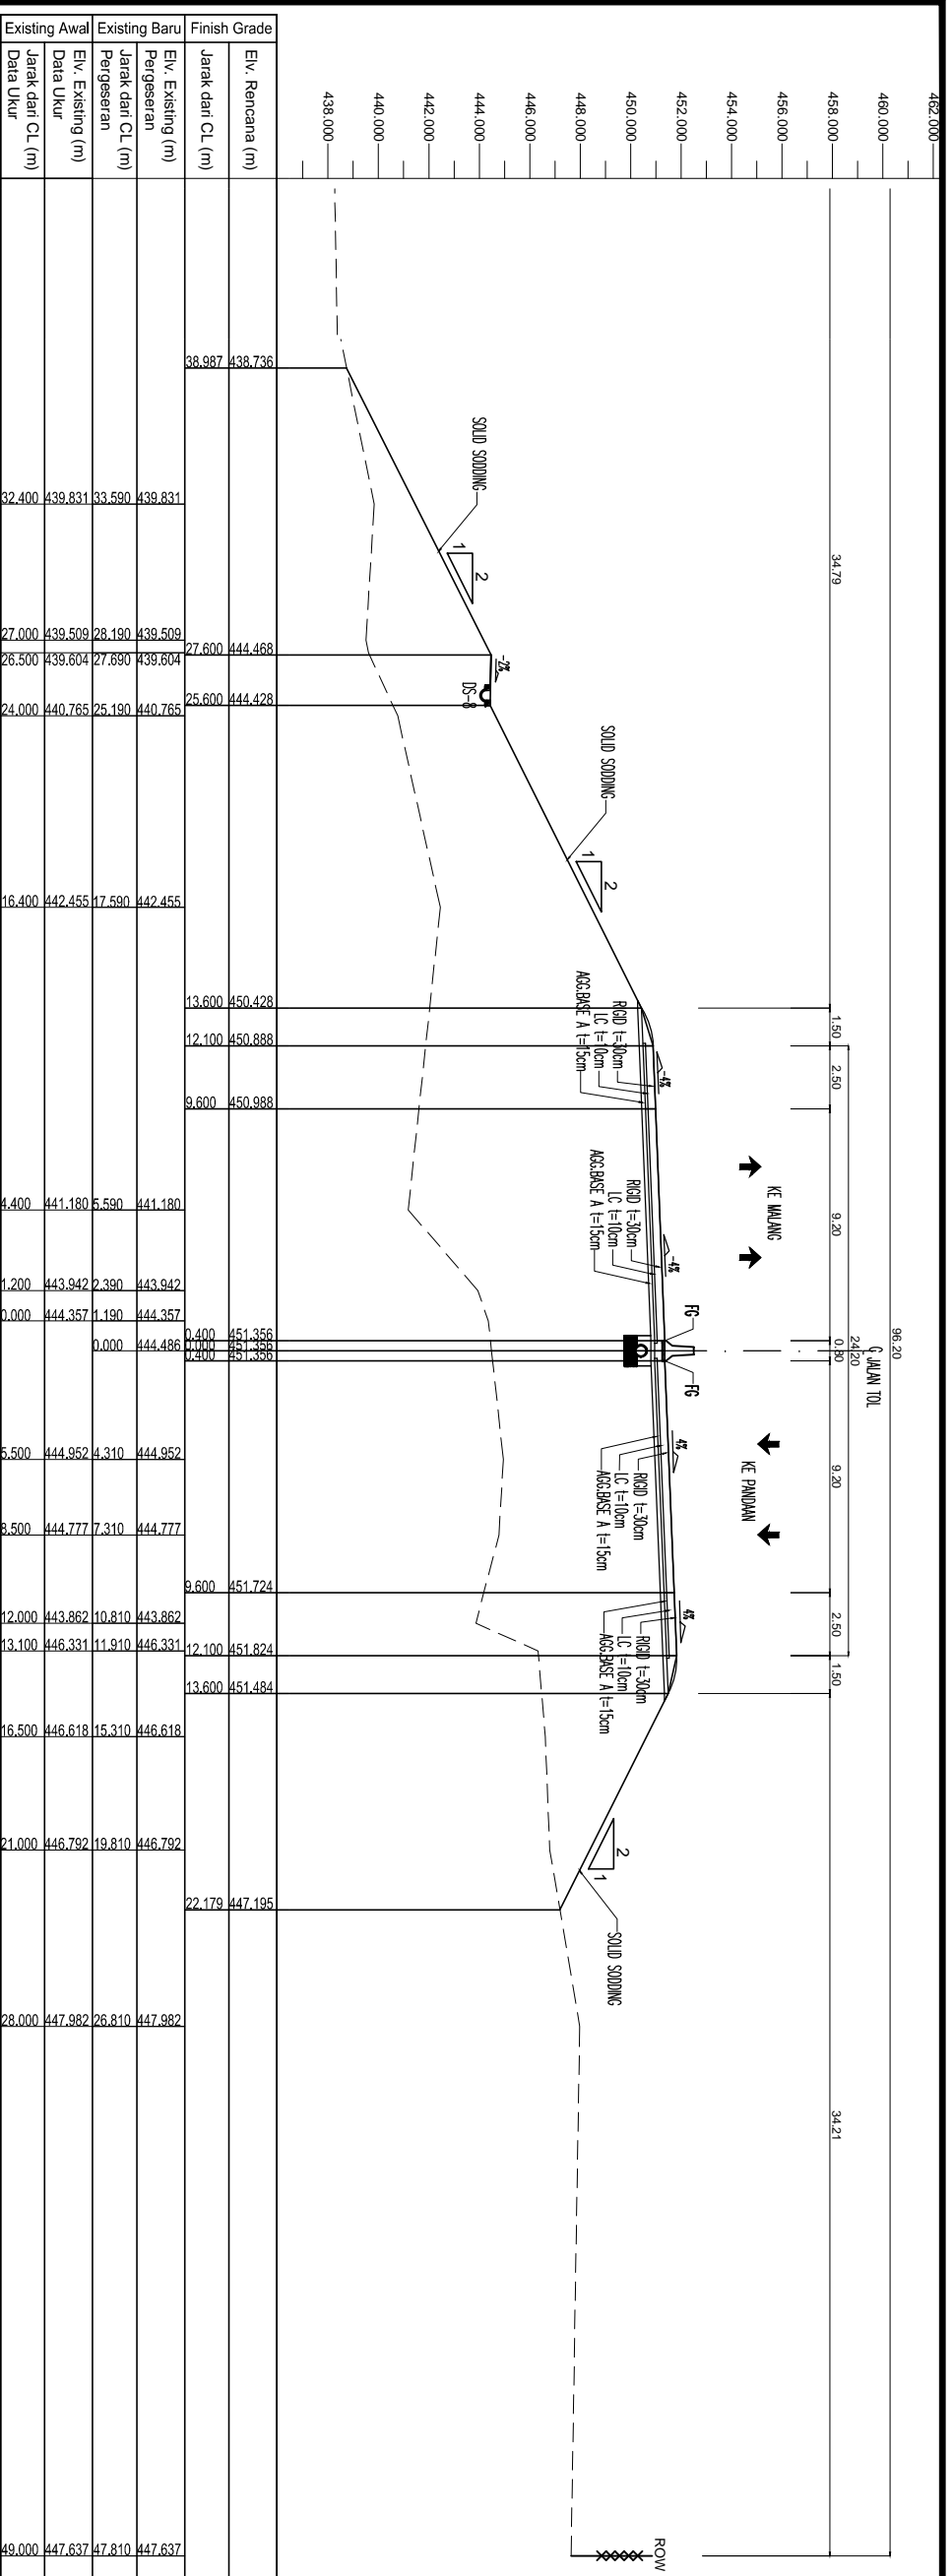 96.20
℄ JALAN TOL
24.20
34.79
1.50
2.50
9.20
0.80
9.20
2.50
1.50
34.21
462.000
460.000
458.000
456.000
454.000
452.000
450.000
448.000
446.000
444.000
442.000
440.000
438.000
KE MALANG
KE PANDAAN
ROW
FG
FG
-4%
-4%
4%
4%
-2%
RIGID t=30cm
LC t=10cm
AGG.BASE A t=15cm
RIGID t=30cm
LC t=10cm
AGG.BASE A t=15cm
RIGID t=30cm
LC t=10cm
AGG.BASE A t=15cm
RIGID t=30cm
LC t=10cm
AGG.BASE A t=15cm
SOLID SODDING
1
2
DS-8
SOLID SODDING
1
2
SOLID SODDING
2
1
Finish Grade
Elv. Rencana (m)
438.736 444.468 444.428 450.428 450.888 450.988 451.356 451.356 451.356 451.724 451.824 451.484 447.195
Jarak dari CL (m)
38.987 27.600 25.600 13.600 12.100 9.600 0.400 0.000 0.400 9.600 12.100 13.600 22.179
Existing Baru
Elv. Existing (m)
Pergeseran
439.831 439.509 439.604 440.765 442.455 441.180 443.942 444.357 444.486 444.952 444.777 443.862 446.331 446.618 446.792 447.982 447.637
Jarak dari CL (m)
Pergeseran
33.590 28.190 27.690 25.190 17.590 5.590 2.390 1.190 0.000 4.310 7.310 10.810 11.910 15.310 19.810 26.810 47.810
Existing Awal
Elv. Existing (m)
Data Ukur
439.831 439.509 439.604 440.765 442.455 441.180 443.942 444.357 444.952 444.777 443.862 446.331 446.618 446.792 447.982 447.637
Jarak dari CL (m)
Data Ukur
32.400 27.000 26.500 24.000 16.400 4.400 1.200 0.000 5.500 8.500 12.000 13.100 16.500 21.000 28.000 49.000